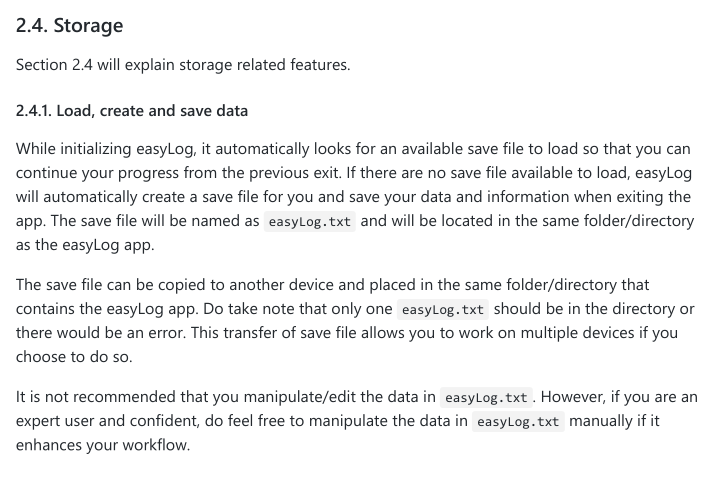 2.4. Storage
Section 2.4 will explain storage related features.
2.4.1. Load, create and save data
While initializing easyLog, it automatically looks for an available save file to load so that you can
continue your progress from the previous exit. If there are no save file available to load, easyLog
will automatically create a save file for you and save your data and information when exiting the
app. The save file will be named as easyLog.txt and will be located in the same folder/directory
as the easyLog app.
The save file can be copied to another device and placed in the same folder/directory that
contains the easyLog app. Do take note that only one easyLog.txt should be in the directory or
there would be an error. This transfer of save file allows you to work on multiple devices if you
choose to do so.
It is not recommended that you manipulate/edit the data in easyLog.txt. However, if you are an
expert user and confident, do feel free to manipulate the data in easyLog.txt manually if it
enhances your workflow.